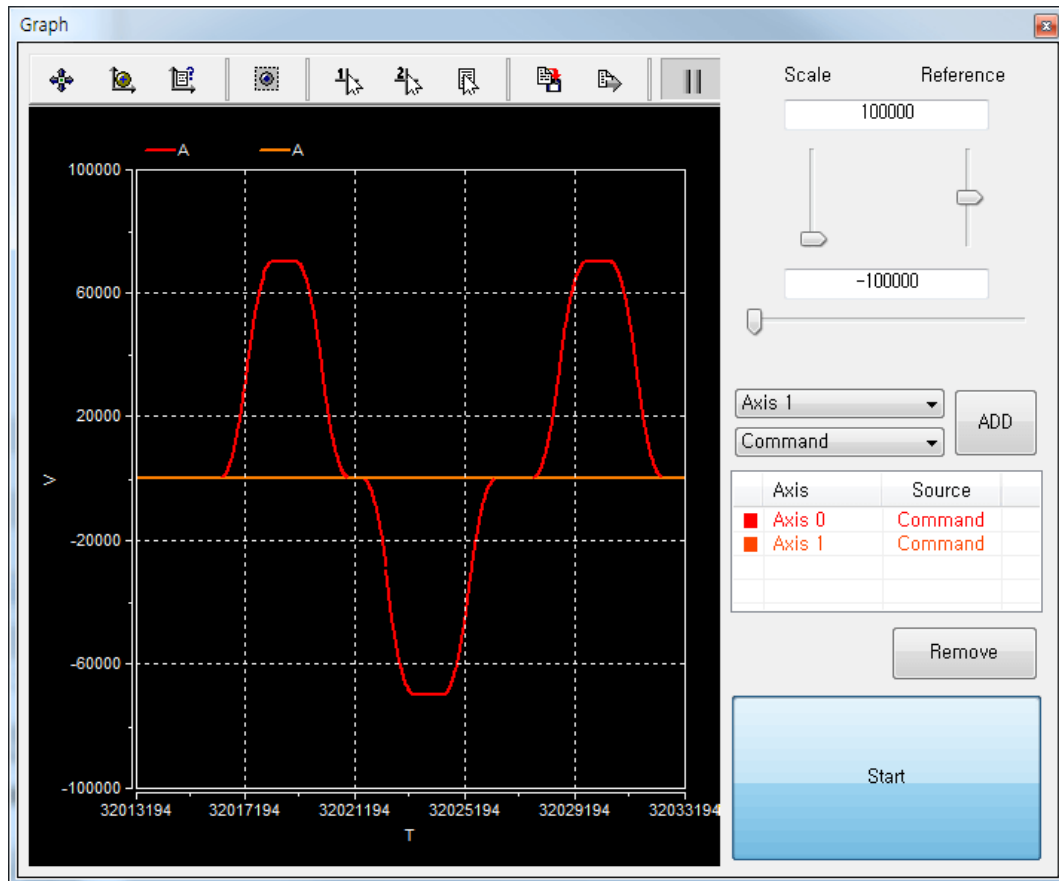 Graph
Scale Reference
100000
-100000
A A
100000
60000
20000
-20000
-60000
-100000
V
32013194 32017194 32021194 32025194 32029194 32033194
T
Axis 1
Command
ADD
Axis Source
Axis 0 Command
Axis 1 Command
Remove
Start